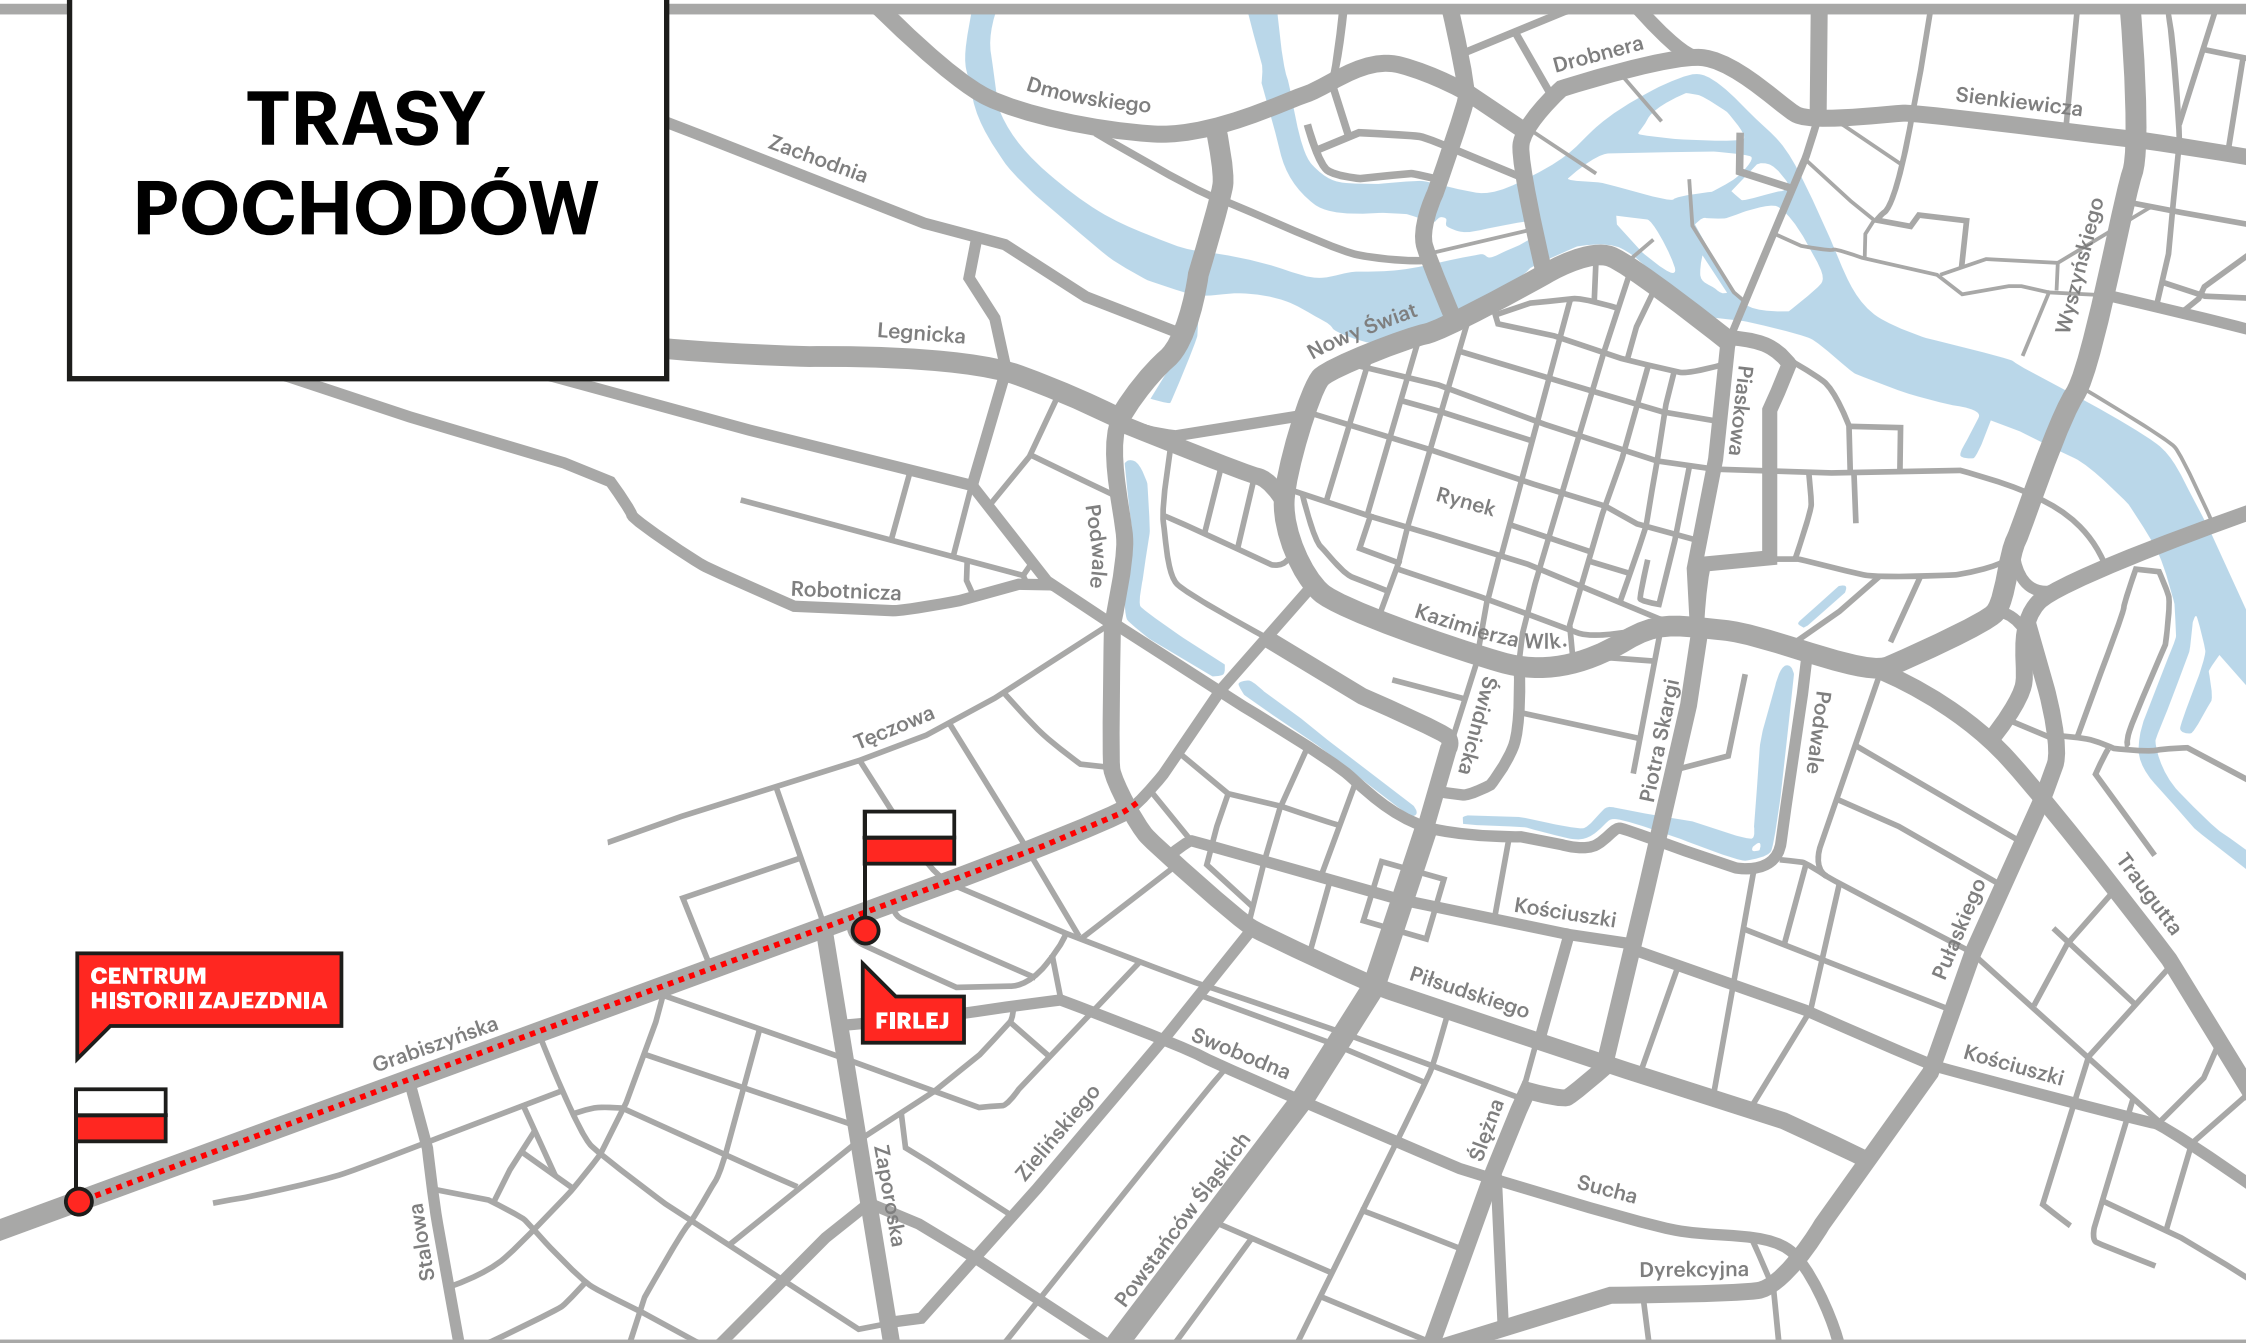 TRASY
POCHODÓW
Drobnera
Dmowskiego
Sienkiewicza
Zachodnia
Wyszyńskiego
Legnicka
Nowy Świat
Piaskowa
Rynek
Podwale
Robotnicza
Kazimierza Wlk.
Świdnicka
Piotra Skargi
Podwale
Tęczowa
Traugutta
Kościuszki
Pułaskiego
CENTRUM
HISTORII ZAJEZDNIA
FIRLEJ
Piłsudskiego
Grabiszyńska
Swobodna
Kościuszki
Zielińskiego
Ślężna
Zaporoska
Powstańców Śląskich
Sucha
Stalowa
Dyrekcyjna